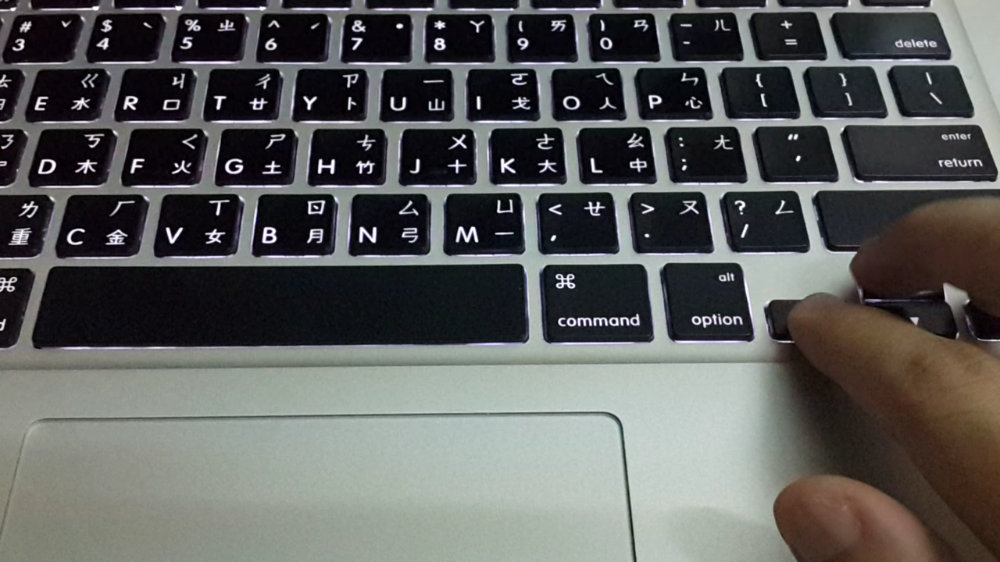 # ˇ $ ˋ % ㄓ ^ ˊ & ˙ * ㄚ ( ㄞ ) ㄢ — ㄦ +
3 4 5 6 7 8 9 0 - = delete
ㄍ ㄐ ㄔ ㄗ ㄧ ㄛ ㄟ ㄣ { } |
E 水 R 口 T 廿 Y 卜 U 山 I 戈 O 人 P 心 [ ] \
ㄋ ㄎ ㄑ ㄕ ㄘ ㄨ ㄜ ㄠ : ㄤ " enter
D 木 F 火 G 土 H 竹 J 十 K 大 L 中 ; ' return
ㄌ ㄏ ㄒ ㄖ ㄙ ㄩ < ㄝ > ㄡ ? ㄥ
重 C 金 V 女 B 月 N 弓 M 一 , . /
⌘ ⌘ alt
d command option ▼